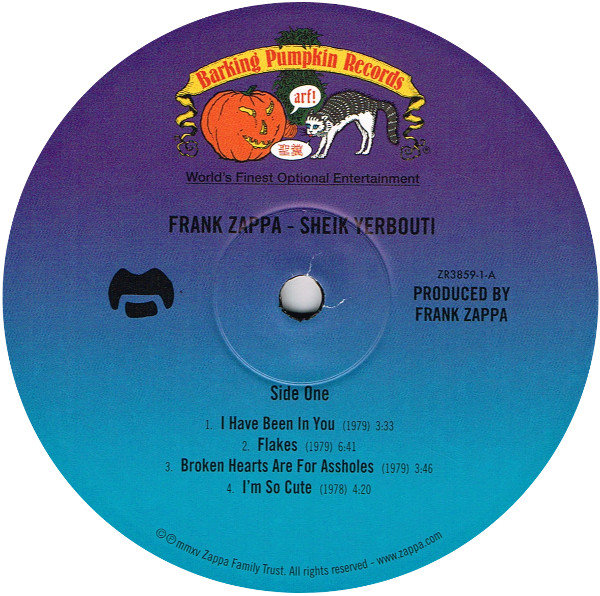 Barking Pumpkin Records
arf!
聖糞
World's Finest Optional Entertainment
FRANK ZAPPA - SHEIK YERBOUTI
ZR3859-1-A
PRODUCED BY
FRANK ZAPPA
Side One
1. I Have Been In You (1979) 3:33
2. Flakes (1979) 6:41
3. Broken Hearts Are For Assholes (1979) 3:46
4. I'm So Cute (1978) 4:20
©℗mmxv Zappa Family Trust. All rights reserved - www.zappa.com